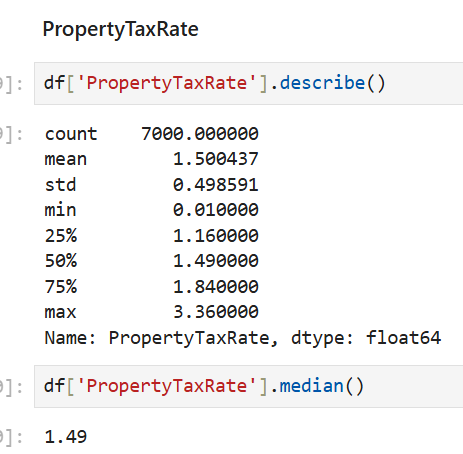 PropertyTaxRate
]: df['PropertyTaxRate'].describe()
]: count 7000.000000
mean 1.500437
std 0.498591
min 0.010000
25% 1.160000
50% 1.490000
75% 1.840000
max 3.360000
Name: PropertyTaxRate, dtype: float64
]: df['PropertyTaxRate'].median()
]: 1.49